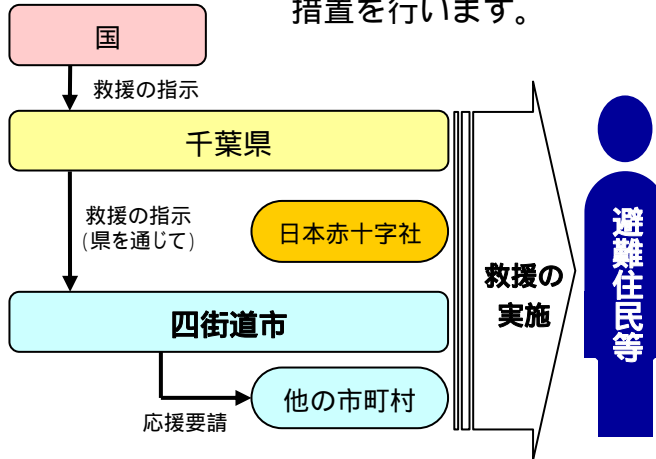 措置を行います。
国
救援の指示
千葉県
救援の指示
(県を通じて)
日本赤十字社
四街道市
応援要請
他の市町村
救援の
実施
避難住民等